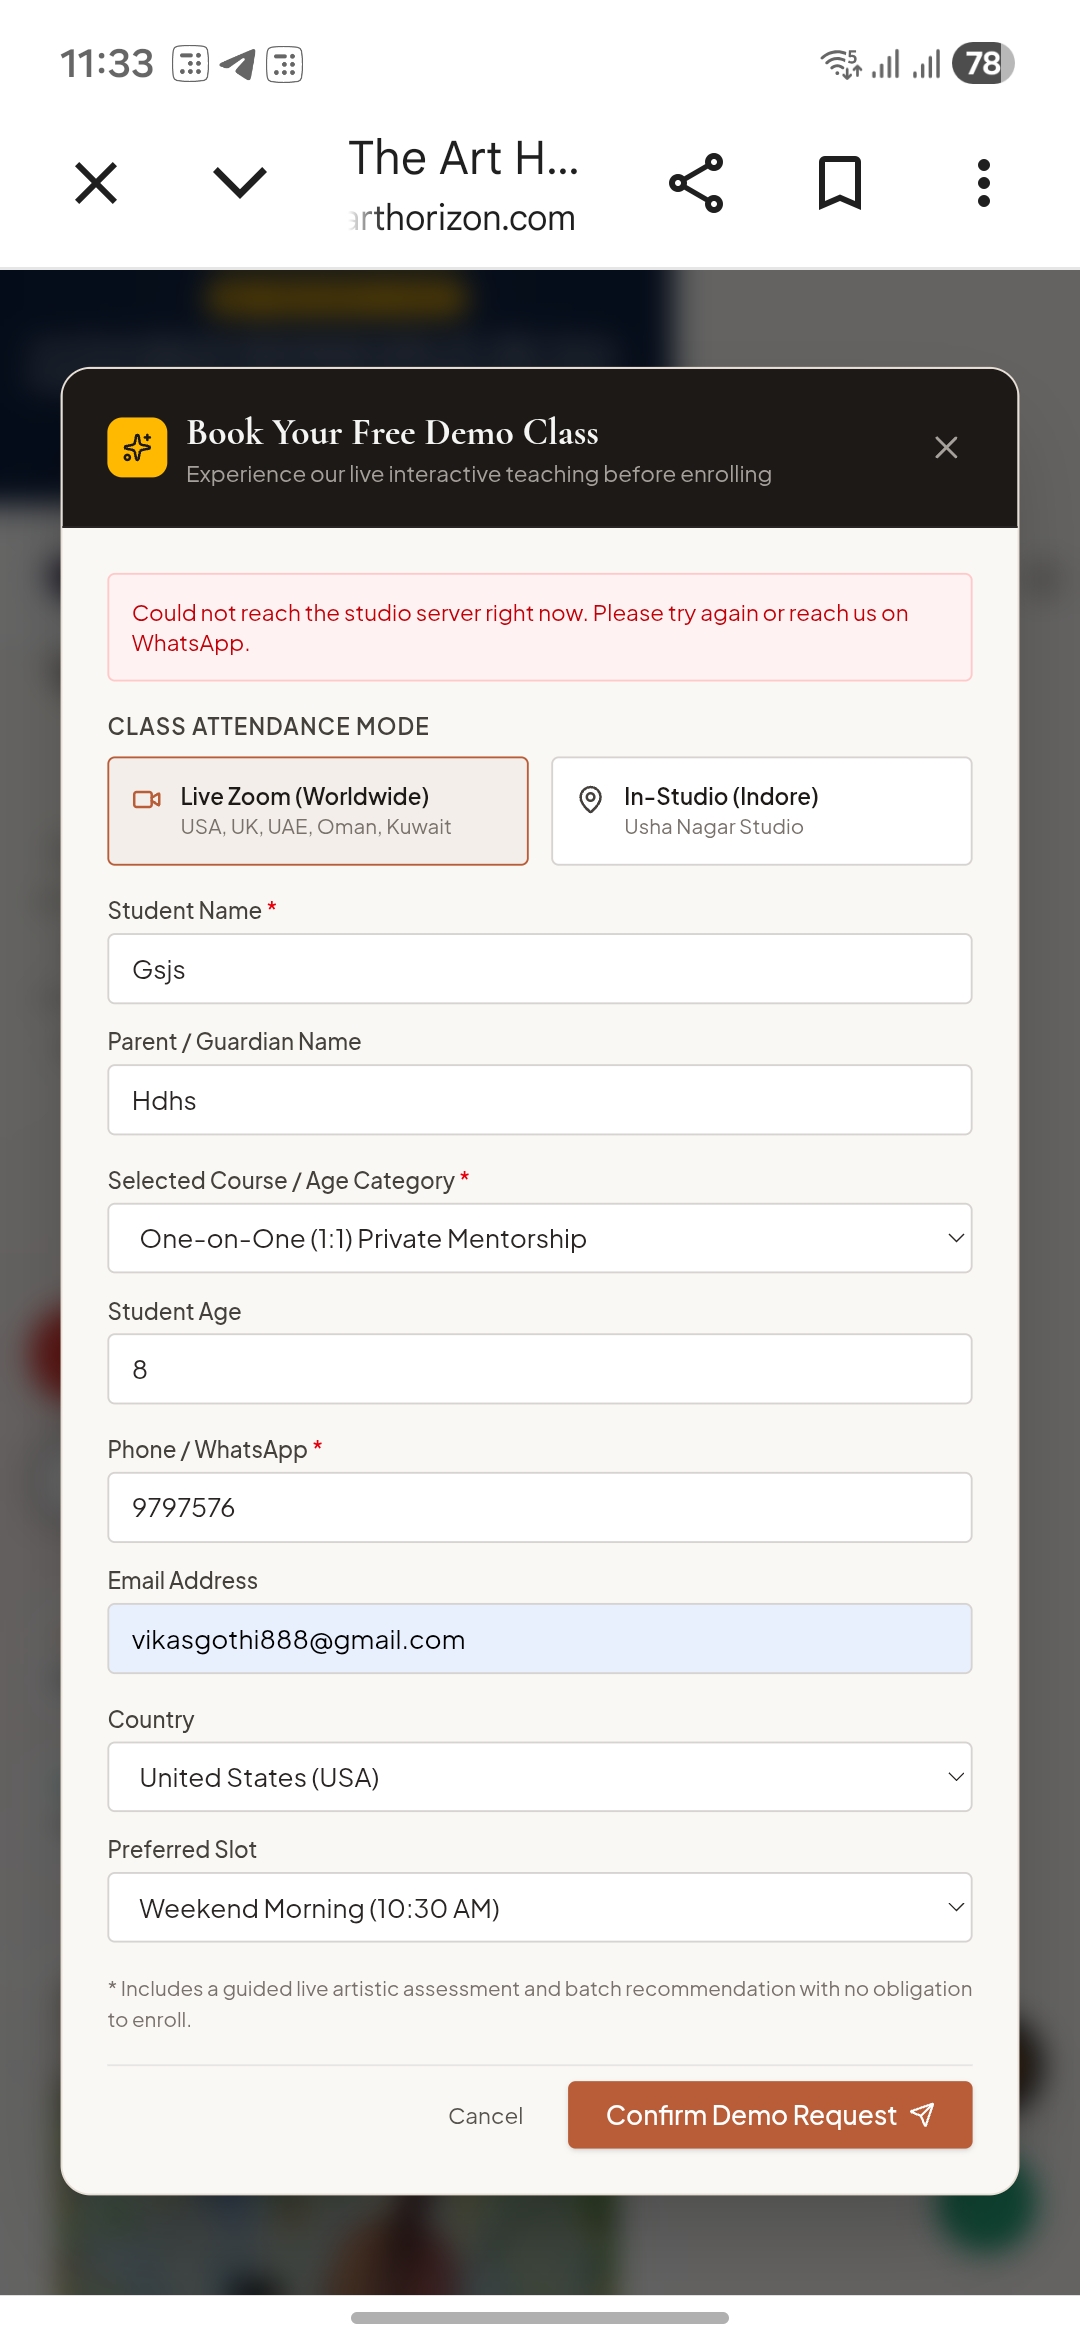 11:33
5
78
The Art H...
arthorizon.com
Book Your Free Demo Class
Experience our live interactive teaching before enrolling
Could not reach the studio server right now. Please try again or reach us on
WhatsApp.
CLASS ATTENDANCE MODE
Live Zoom (Worldwide)
USA, UK, UAE, Oman, Kuwait
In-Studio (Indore)
Usha Nagar Studio
Student Name *
Gsjs
Parent / Guardian Name
Hdhs
Selected Course / Age Category *
One-on-One (1:1) Private Mentorship
Student Age
8
Phone / WhatsApp *
9797576
Email Address
vikasgothi888@gmail.com
Country
United States (USA)
Preferred Slot
Weekend Morning (10:30 AM)
* Includes a guided live artistic assessment and batch recommendation with no obligation
to enroll.
Cancel
Confirm Demo Request